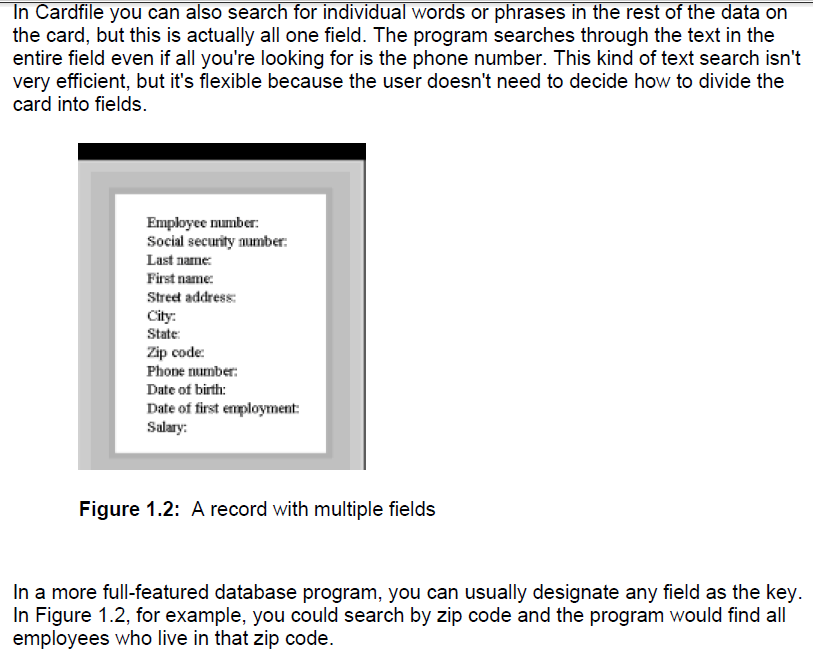 In Cardfile you can also search for individual words or phrases in the rest of the data on
the card, but this is actually all one field. The program searches through the text in the
entire field even if all you're looking for is the phone number. This kind of text search isn't
very efficient, but it's flexible because the user doesn't need to decide how to divide the
card into fields.
Employee number:
Social security number:
Last name:
First name:
Street address:
City:
State:
Zip code:
Phone number:
Date of birth:
Date of first employment:
Salary:
Figure 1.2: A record with multiple fields
In a more full-featured database program, you can usually designate any field as the key.
In Figure 1.2, for example, you could search by zip code and the program would find all
employees who live in that zip code.